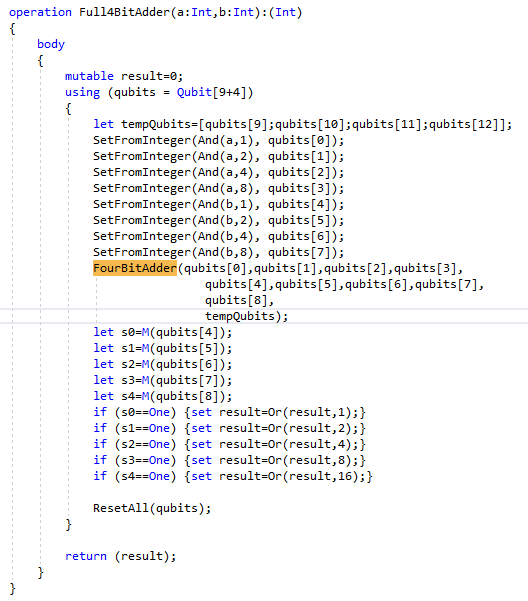 operation Full4BitAdder(a:Int,b:Int):(Int)
{
    body
    {
        mutable result=0;
        using (qubits = Qubit[9+4])
        {
            let tempQubits=[qubits[9];qubits[10];qubits[11];qubits[12]];
            SetFromInteger(And(a,1), qubits[0]);
            SetFromInteger(And(a,2), qubits[1]);
            SetFromInteger(And(a,4), qubits[2]);
            SetFromInteger(And(a,8), qubits[3]);
            SetFromInteger(And(b,1), qubits[4]);
            SetFromInteger(And(b,2), qubits[5]);
            SetFromInteger(And(b,4), qubits[6]);
            SetFromInteger(And(b,8), qubits[7]);
            FourBitAdder(qubits[0],qubits[1],qubits[2],qubits[3],
                            qubits[4],qubits[5],qubits[6],qubits[7],
                            qubits[8],
                            tempQubits);
            let s0=M(qubits[4]);
            let s1=M(qubits[5]);
            let s2=M(qubits[6]);
            let s3=M(qubits[7]);
            let s4=M(qubits[8]);
            if (s0==One) {set result=Or(result,1);}
            if (s1==One) {set result=Or(result,2);}
            if (s2==One) {set result=Or(result,4);}
            if (s3==One) {set result=Or(result,8);}
            if (s4==One) {set result=Or(result,16);}

            ResetAll(qubits);
        }

        return (result);
    }
}